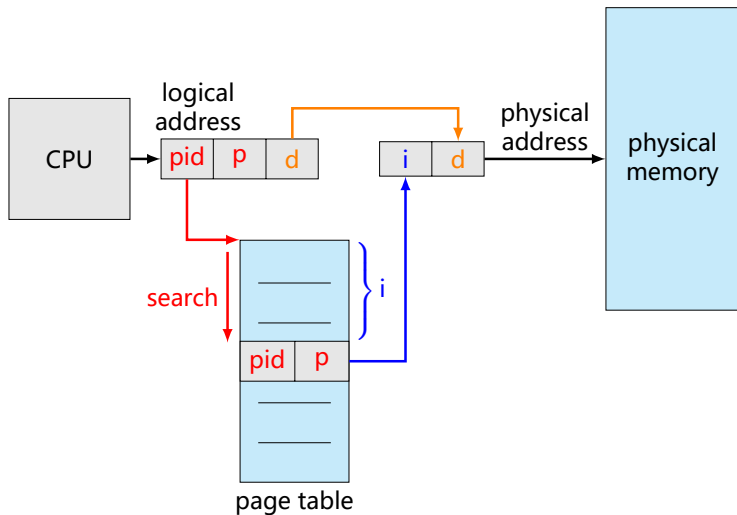 CPU
logical
address
pid p d
i d
physical
address
physical
memory
search
i
pid p
page table